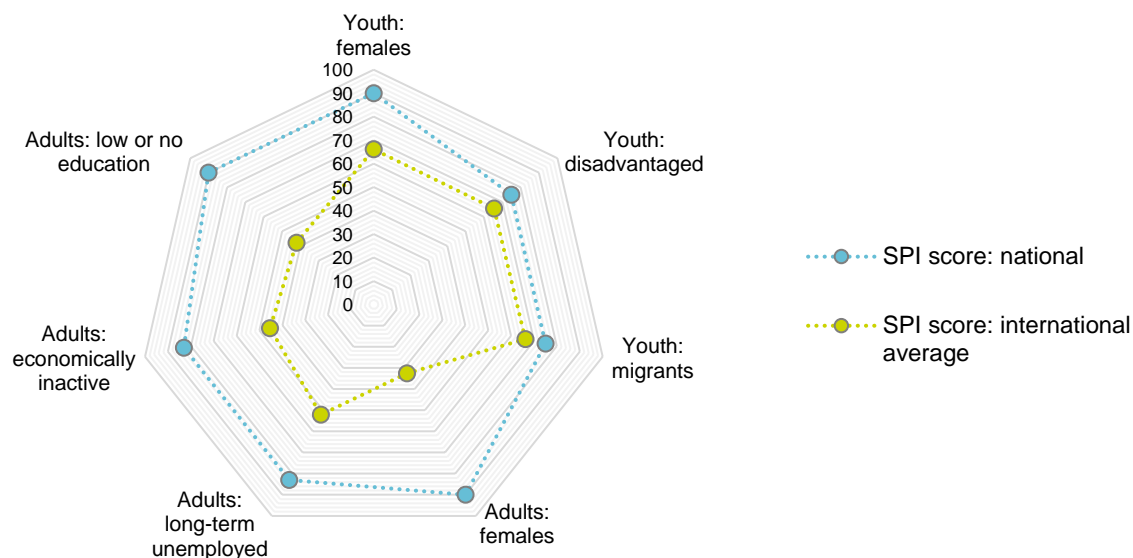 Youth:
females
100
90
80
70
60
50
40
30
20
10
0
Youth:
disadvantaged
Youth:
migrants
Adults:
females
Adults:
long-term
unemployed
Adults:
economically
inactive
Adults: low or no
education
SPI score: national
SPI score: international
average